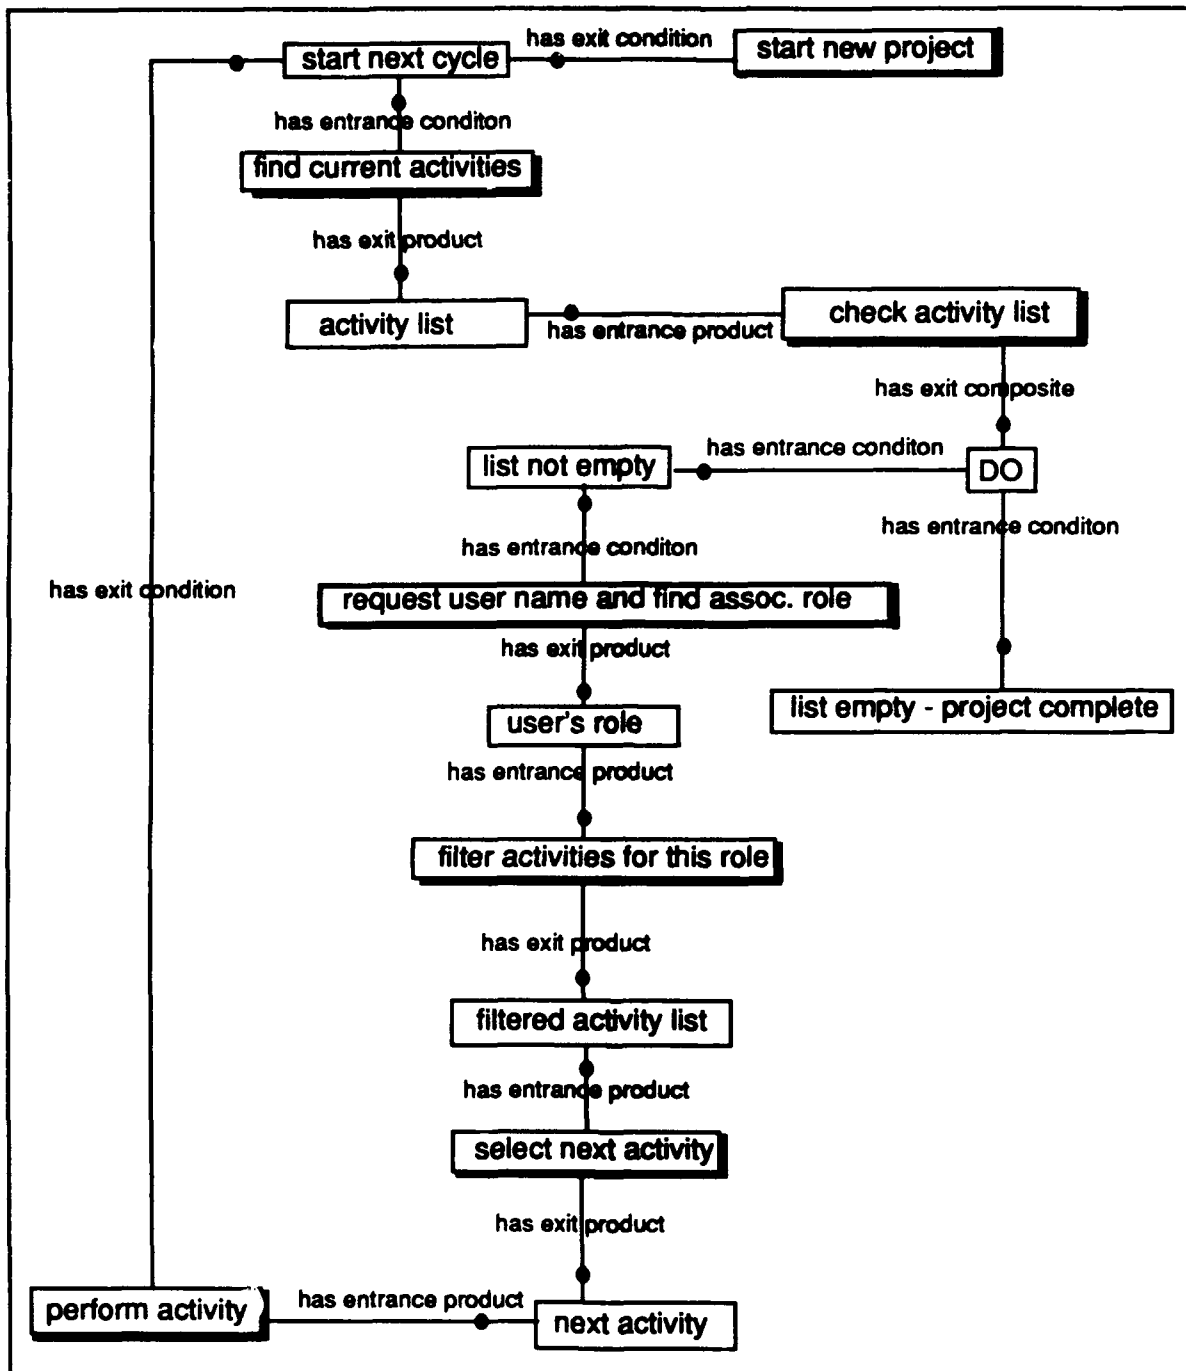 has exit condition
start next cycle
start new project
has entrance conditon
find current activities
has exit product
activity list
has entrance product
check activity list
has exit composite
has entrance conditon
list not empty
DO
has entrance conditon
has entrance conditon
has exit condition
request user name and find assoc. role
has exit product
user's role
list empty - project complete
has entrance product
filter activities for this role
has exit product
filtered activity list
has entrance product
select next activity
has exit product
perform activity
has entrance product
next activity